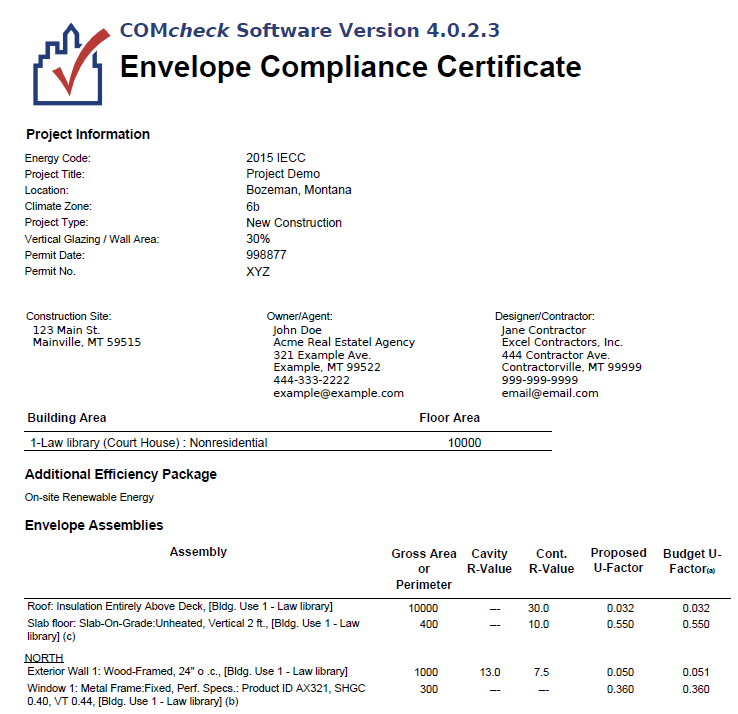 COMcheck Software Version 4.0.2.3
Envelope Compliance Certificate
Project Information
Energy Code: 2015 IECC
Project Title: Project Demo
Location: Bozeman, Montana
Climate Zone: 6b
Project Type: New Construction
Vertical Glazing / Wall Area: 30%
Permit Date: 998877
Permit No. XYZ
Construction Site: Owner/Agent: Designer/Contractor:
123 Main St. John Doe Jane Contractor
Mainville, MT 59515 Acme Real Estatel Agency Excel Contractors, Inc.
321 Example Ave. 444 Contractor Ave.
Example, MT 99522 Contractorville, MT 99999
444-333-2222 999-999-9999
example@example.com email@email.com
Building Area Floor Area
1-Law library (Court House) : Nonresidential 10000
Additional Efficiency Package
On-site Renewable Energy
Envelope Assemblies
Assembly Gross Area Cavity Cont. Proposed Budget U-
or R-Value R-Value U-Factor Factor(a)
Perimeter
Roof: Insulation Entirely Above Deck, [Bldg. Use 1 - Law library] 10000 --- 30.0 0.032 0.032
Slab floor: Slab-On-Grade:Unheated, Vertical 2 ft., [Bldg. Use 1 - Law 400 --- 10.0 0.550 0.550
library] (c)
NORTH
Exterior Wall 1: Wood-Framed, 24" o .c., [Bldg. Use 1 - Law library] 1000 13.0 7.5 0.050 0.051
Window 1: Metal Frame:Fixed, Perf. Specs.: Product ID AX321, SHGC 300 --- --- 0.360 0.360
0.40, VT 0.44, [Bldg. Use 1 - Law library] (b)